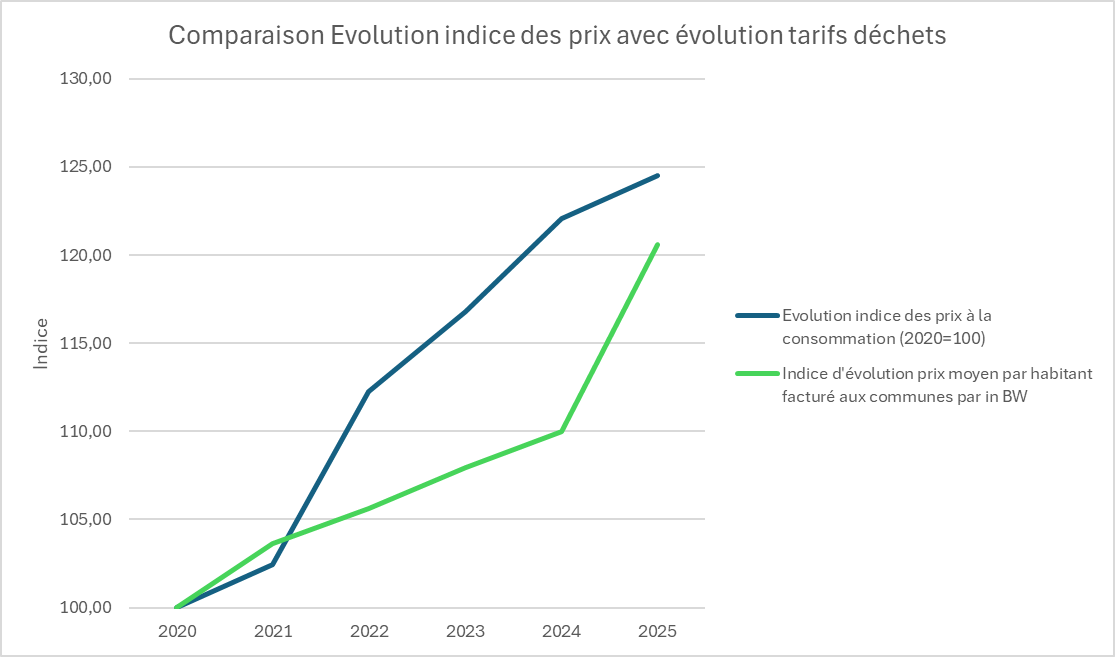 Comparaison Evolution indice des prix avec évolution tarifs déchets
130,00
125,00
120,00
115,00
110,00
105,00
100,00
Indice
2020 2021 2022 2023 2024 2025
Evolution indice des prix à la
consommation (2020=100)
Indice d'évolution prix moyen par habitant
facturé aux communes par in BW